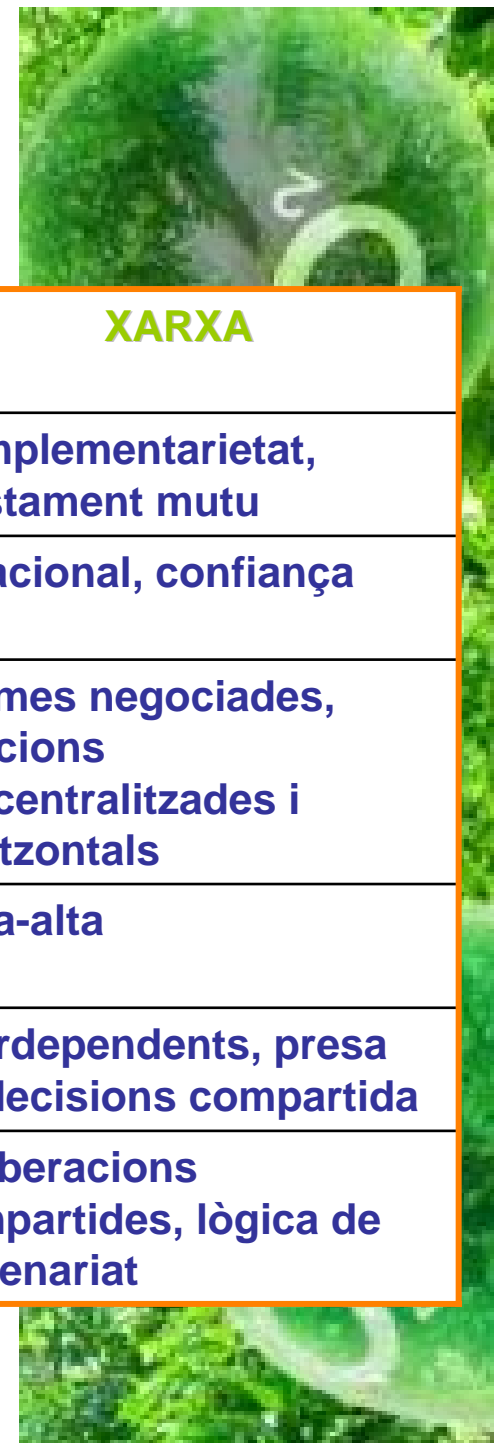 XARXA
mplementarietat,
stament mutu
acional, confiança
mes negociades,
cions
centralitzades i
tzontals
a-alta
rdependents, presa
decisions compartida
beracions
npartides, lògica de
enariat